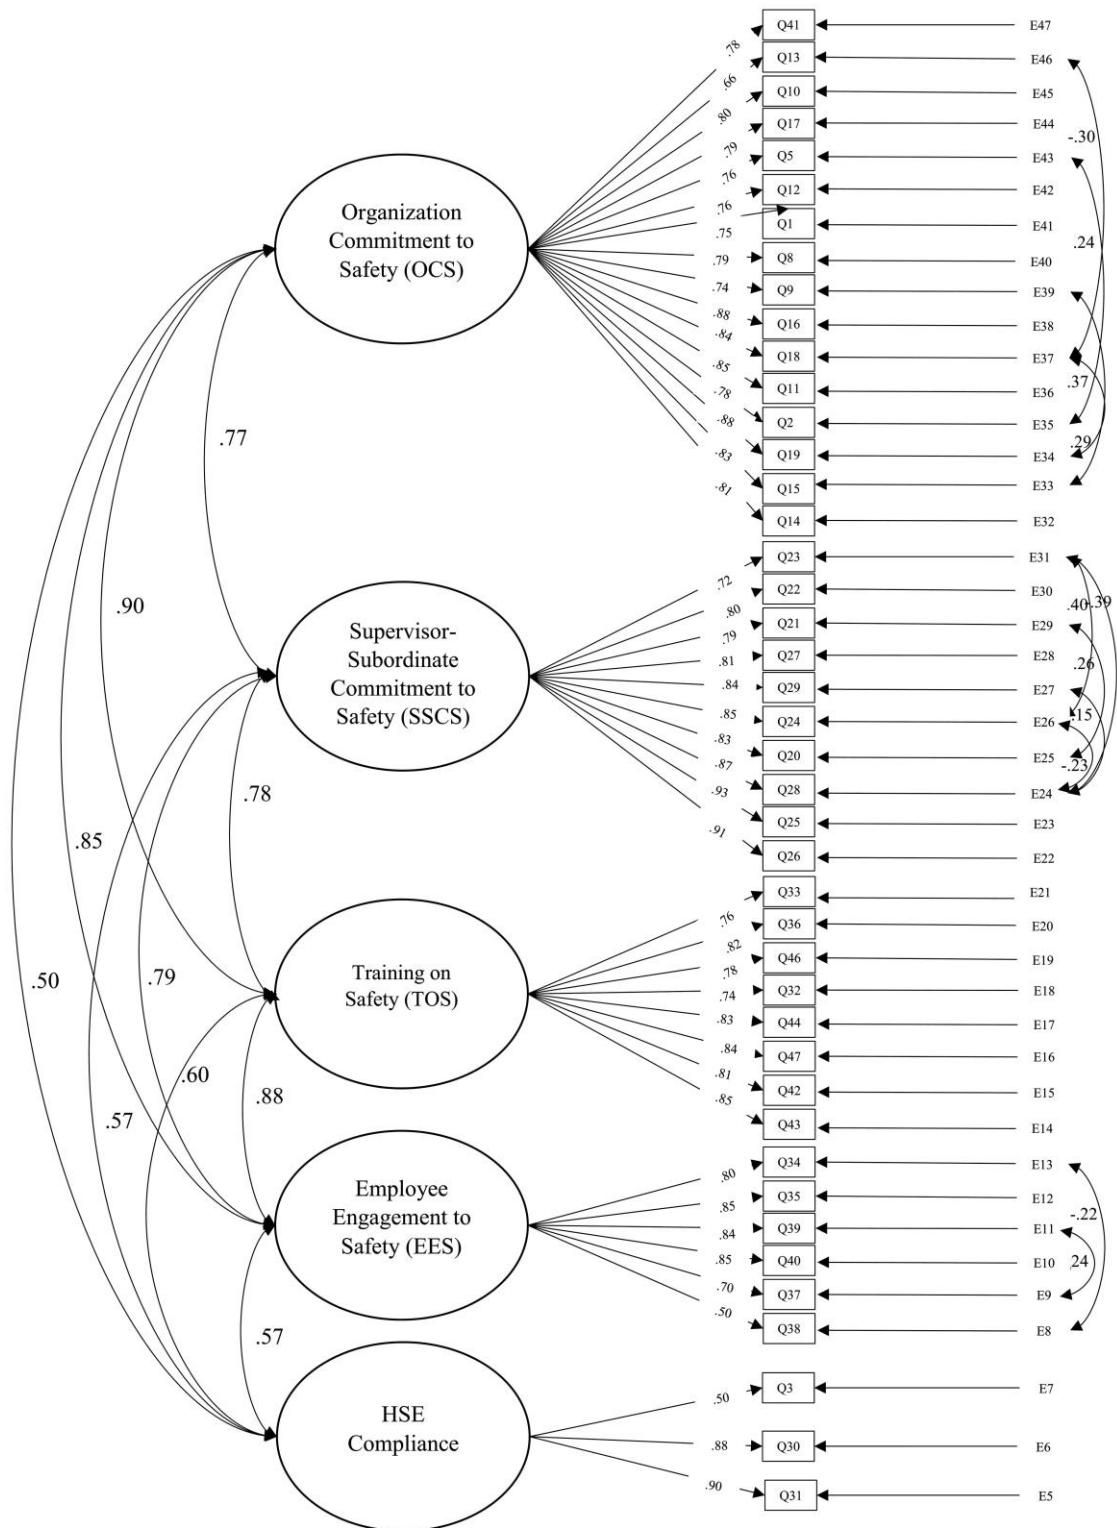 Organization
Commitment to
Safety (OCS)
Supervisor-
Subordinate
Commitment to
Safety (SSCS)
Training on
Safety (TOS)
Employee
Engagement to
Safety (EES)
HSE
Compliance
.77
.90
.78
.85
.79
.50
.60
.88
.57
.57
.78 Q41 E47
.66 Q13 E46
.80 Q10 E45
.79 Q17 E44
.76 Q5 E43
.76 Q12 E42
.75 Q1 E41
.79 Q8 E40
.74 Q9 E39
.88 Q16 E38
.84 Q18 E37
.85 Q11 E36
.78 Q2 E35
.88 Q19 E34
.83 Q15 E33
.81 Q14 E32
-.30
.24
.37
.29
.72 Q23 E31
.80 Q22 E30
.79 Q21 E29
.81 Q27 E28
.84 Q29 E27
.85 Q24 E26
.83 Q20 E25
.87 Q28 E24
.93 Q25 E23
.91 Q26 E22
.40
-.39
.26
.15
-.23
.76 Q33 E21
.82 Q36 E20
.78 Q46 E19
.74 Q32 E18
.83 Q44 E17
.84 Q47 E16
.81 Q42 E15
.85 Q43 E14
.80 Q34 E13
.85 Q35 E12
.84 Q39 E11
.85 Q40 E10
.70 Q37 E9
.50 Q38 E8
-.22
.24
.50 Q3 E7
.88 Q30 E6
.90 Q31 E5